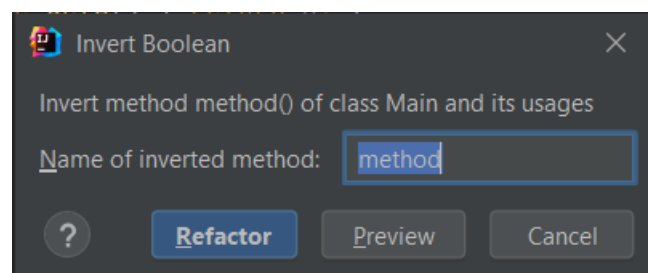 IJ Invert Boolean
Invert method method() of class Main and its usages
Name of inverted method: method
? Refactor Preview Cancel